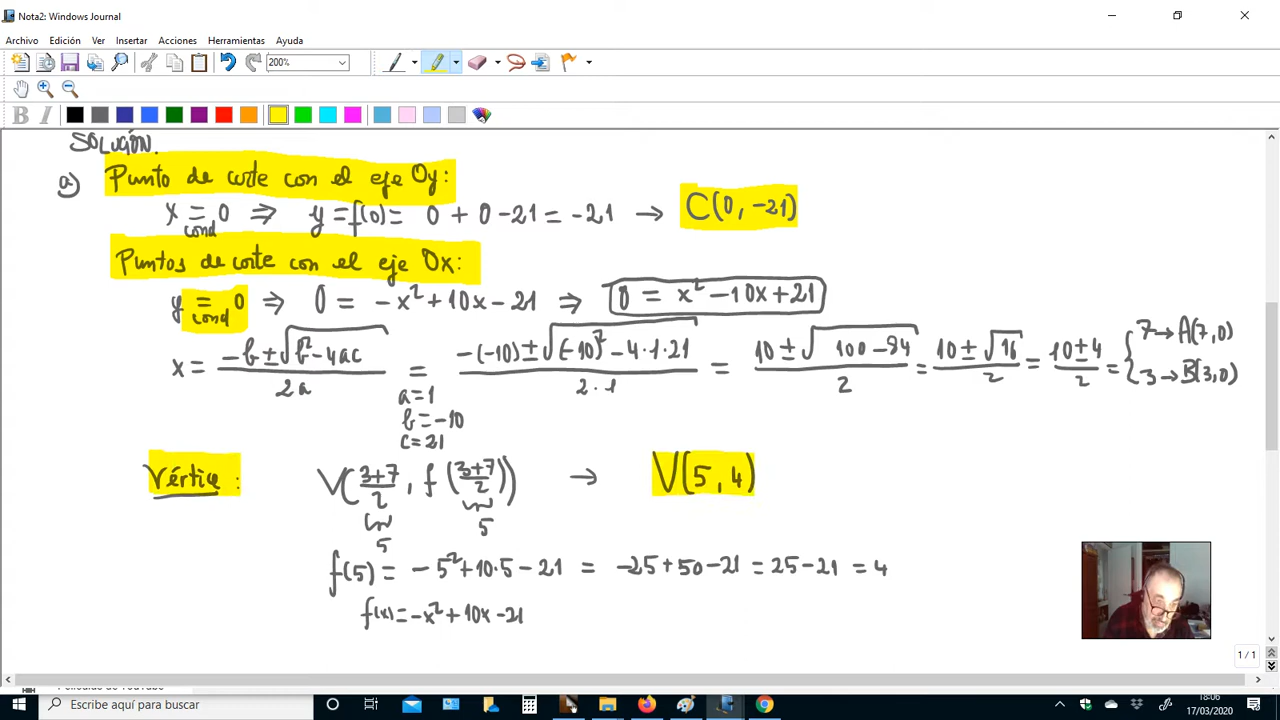 Nota2: Windows Journal
Archivo Edición Ver Insertar Acciones Herramientas Ayuda
200%
B I
SOLUCIÓN.
a) Punto de corte con el eje Oy:
x = 0 ⇒ y = f(0) = 0 + 0 - 21 = -21 → C(0, -21)
cond
Puntos de corte con el eje Ox:
y = 0 ⇒ 0 = -x² + 10x - 21 ⇒ 0 = x² - 10x + 21
cond
x = (-b ± √(b² - 4ac))/2a = (-(-10) ± √((-10)² - 4·1·21))/(2·1) = (10 ± √(100 - 84))/2 = (10 ± √16)/2 = (10 ± 4)/2 = { 7 → A(7,0)
3 → B(3,0)
a = 1
b = -10
c = 21
Vértice: V((3+7)/2, f((3+7)/2)) → V(5, 4)
5 5
f(5) = -5² + 10·5 - 21 = -25 + 50 - 21 = 25 - 21 = 4
f(x) = -x² + 10x - 21
1 / 1
Películas de YouTube
Escribe aquí para buscar
18:06
17/03/2020